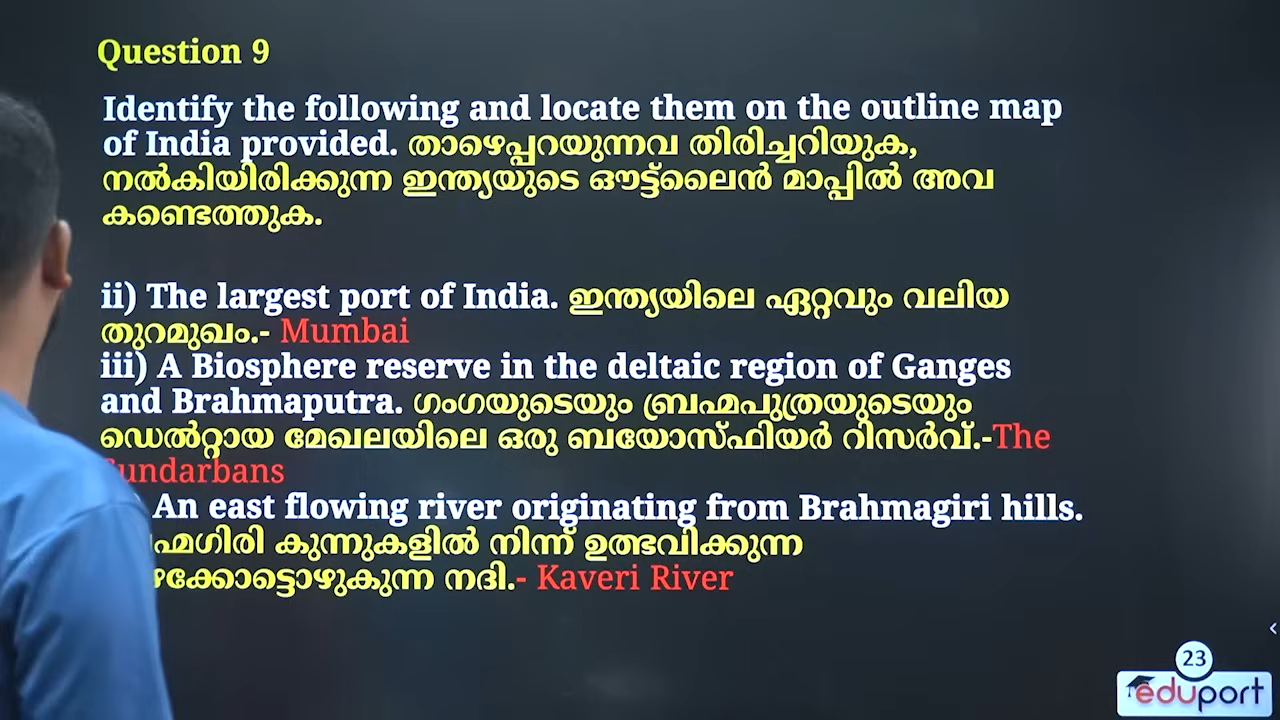 Question 9
Identify the following and locate them on the outline map
of India provided. താഴെപ്പറയുന്നവ തിരിച്ചറിയുക,
നൽകിയിരിക്കുന്ന ഇന്ത്യയുടെ ഔട്ട്ലൈൻ മാപ്പിൽ അവ
കണ്ടെത്തുക.
ii) The largest port of India. ഇന്ത്യയിലെ ഏറ്റവും വലിയ
തുറമുഖം.- Mumbai
iii) A Biosphere reserve in the deltaic region of Ganges
and Brahmaputra. ഗംഗയുടെയും ബ്രഹ്മപുത്രയുടെയും
ഡെൽറ്റായ മേഖലയിലെ ഒരു ബയോസ്ഫിയർ റിസർവ്.-The
Sundarbans
An east flowing river originating from Brahmagiri hills.
കുന്നുകളിൽ നിന്ന് ഉത്ഭവിക്കുന്ന
നദി.- Kaveri River
23
eduport